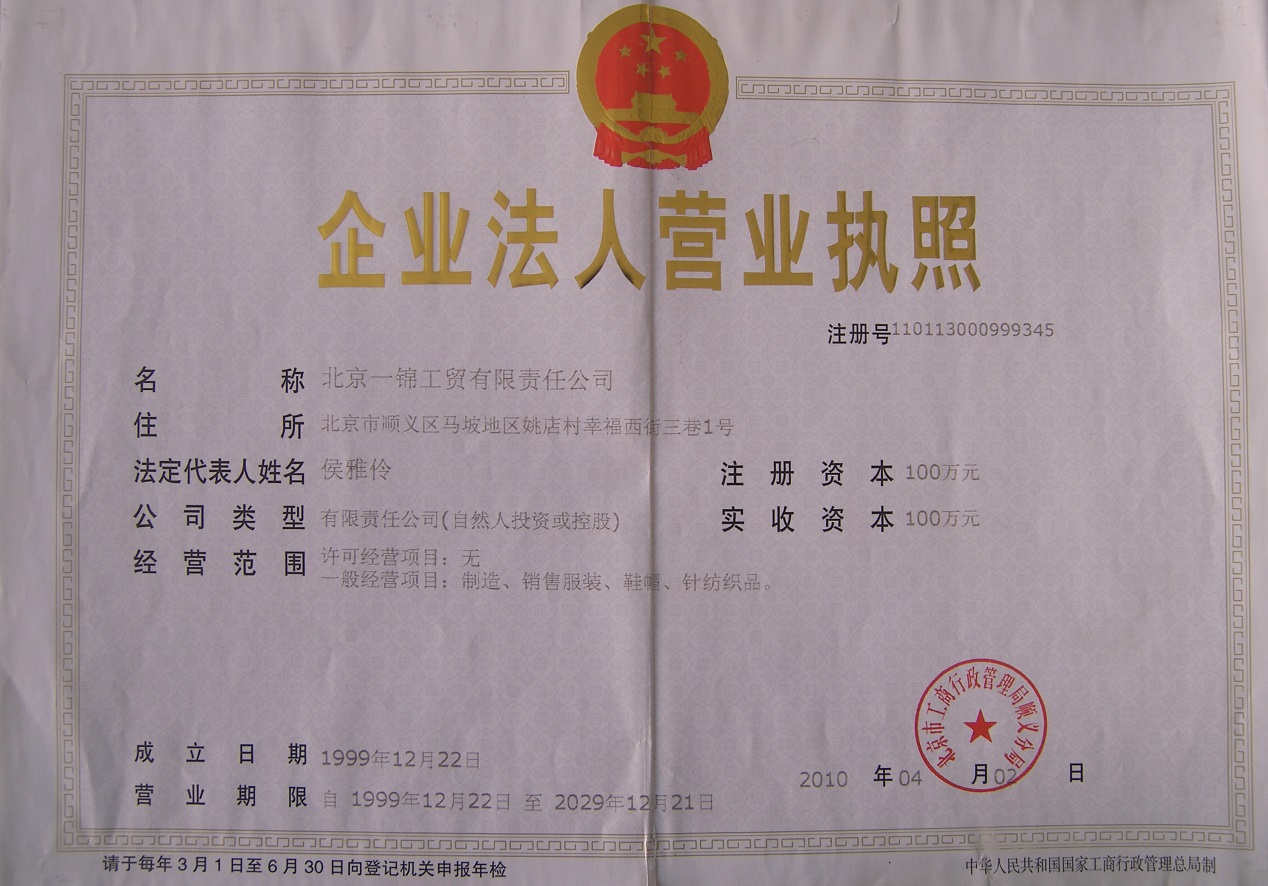 企业法人营业执照
注册号110113000999345
名称 北京一锦工贸有限责任公司
住所 北京市顺义区马坡地区姚店村幸福西街三巷1号
法定代表人姓名 侯雅伶
注册资本 100万元
公司类型 有限责任公司(自然人投资或控股)
实收资本 100万元
经营范围 许可经营项目：无
一般经营项目：制造、销售服装、鞋帽、针纺织品。
北京市工商行政管理局顺义分局
成立日期 1999年12月22日
2010 年 04 月 02 日
营业期限 自 1999年12月22日 至 2029年12月21日
请于每年3月1日至6月30日向登记机关申报年检
中华人民共和国国家工商行政管理总局制